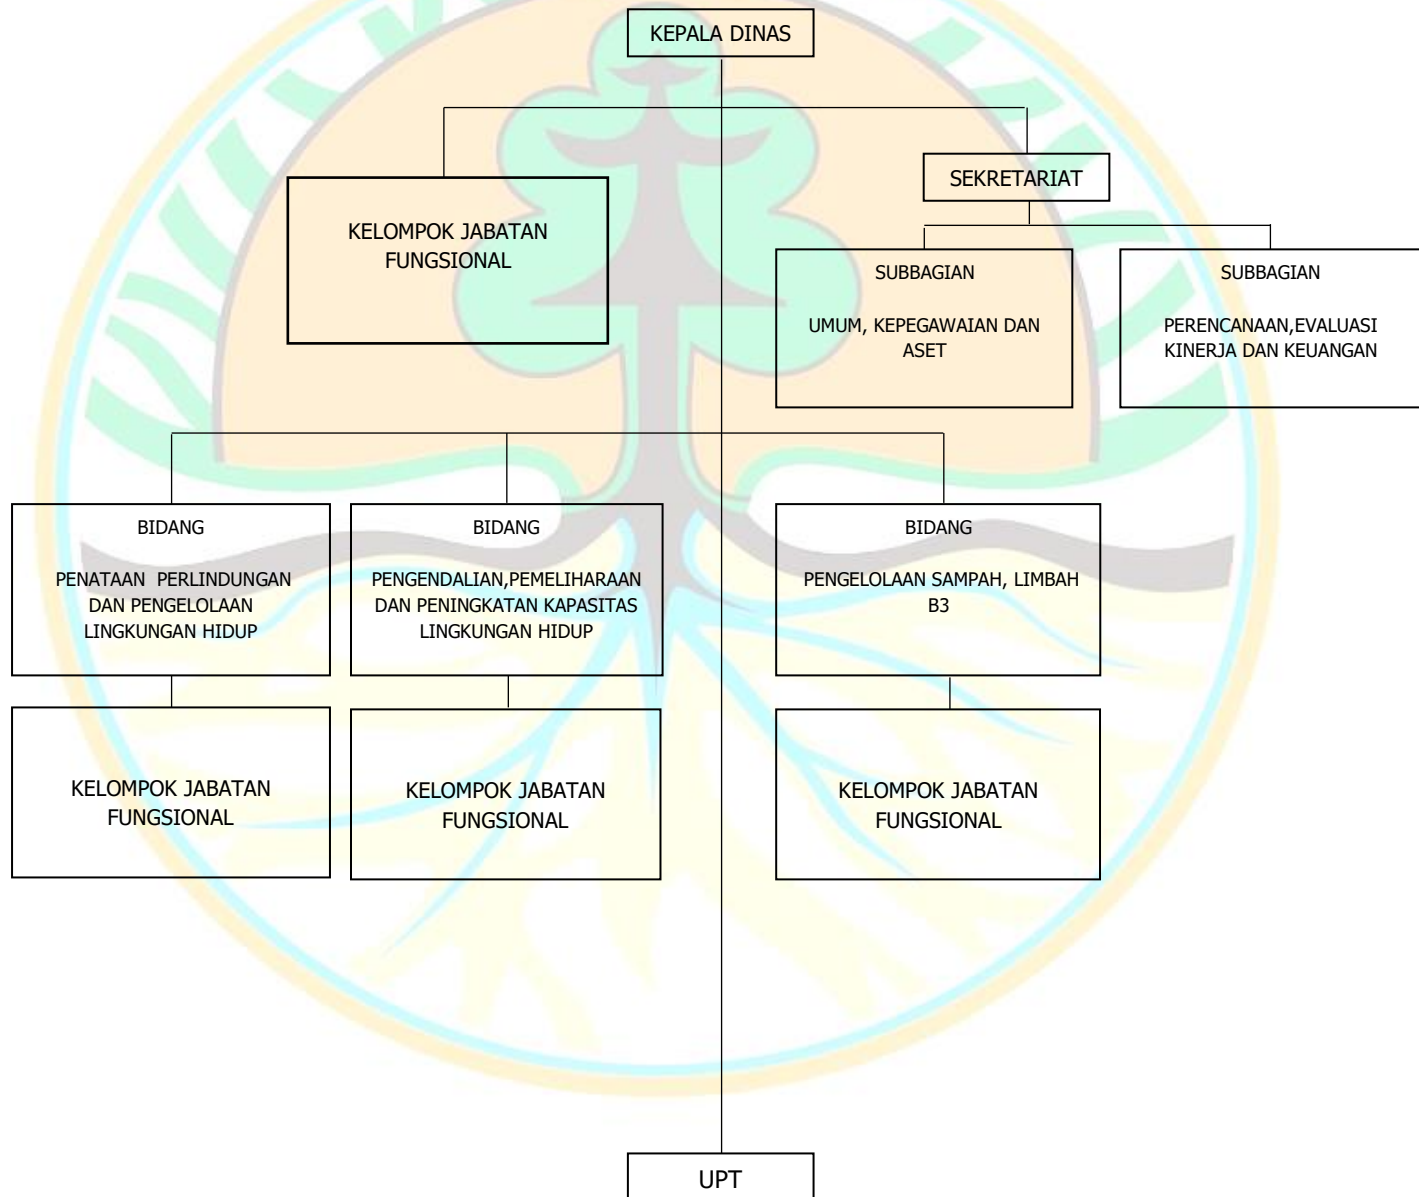 KEPALA DINAS
SEKRETARIAT
KELOMPOK JABATAN
FUNGSIONAL
SUBBAGIAN
UMUM, KEPEGAWAIAN DAN
ASET
SUBBAGIAN
PERENCANAAN,EVALUASI
KINERJA DAN KEUANGAN
BIDANG
PENATAAN  PERLINDUNGAN
DAN PENGELOLAAN
LINGKUNGAN HIDUP
BIDANG
PENGENDALIAN,PEMELIHARAAN
DAN PENINGKATAN KAPASITAS
LINGKUNGAN HIDUP
BIDANG
PENGELOLAAN SAMPAH, LIMBAH
B3
KELOMPOK JABATAN
FUNGSIONAL
KELOMPOK JABATAN
FUNGSIONAL
KELOMPOK JABATAN
FUNGSIONAL
UPT